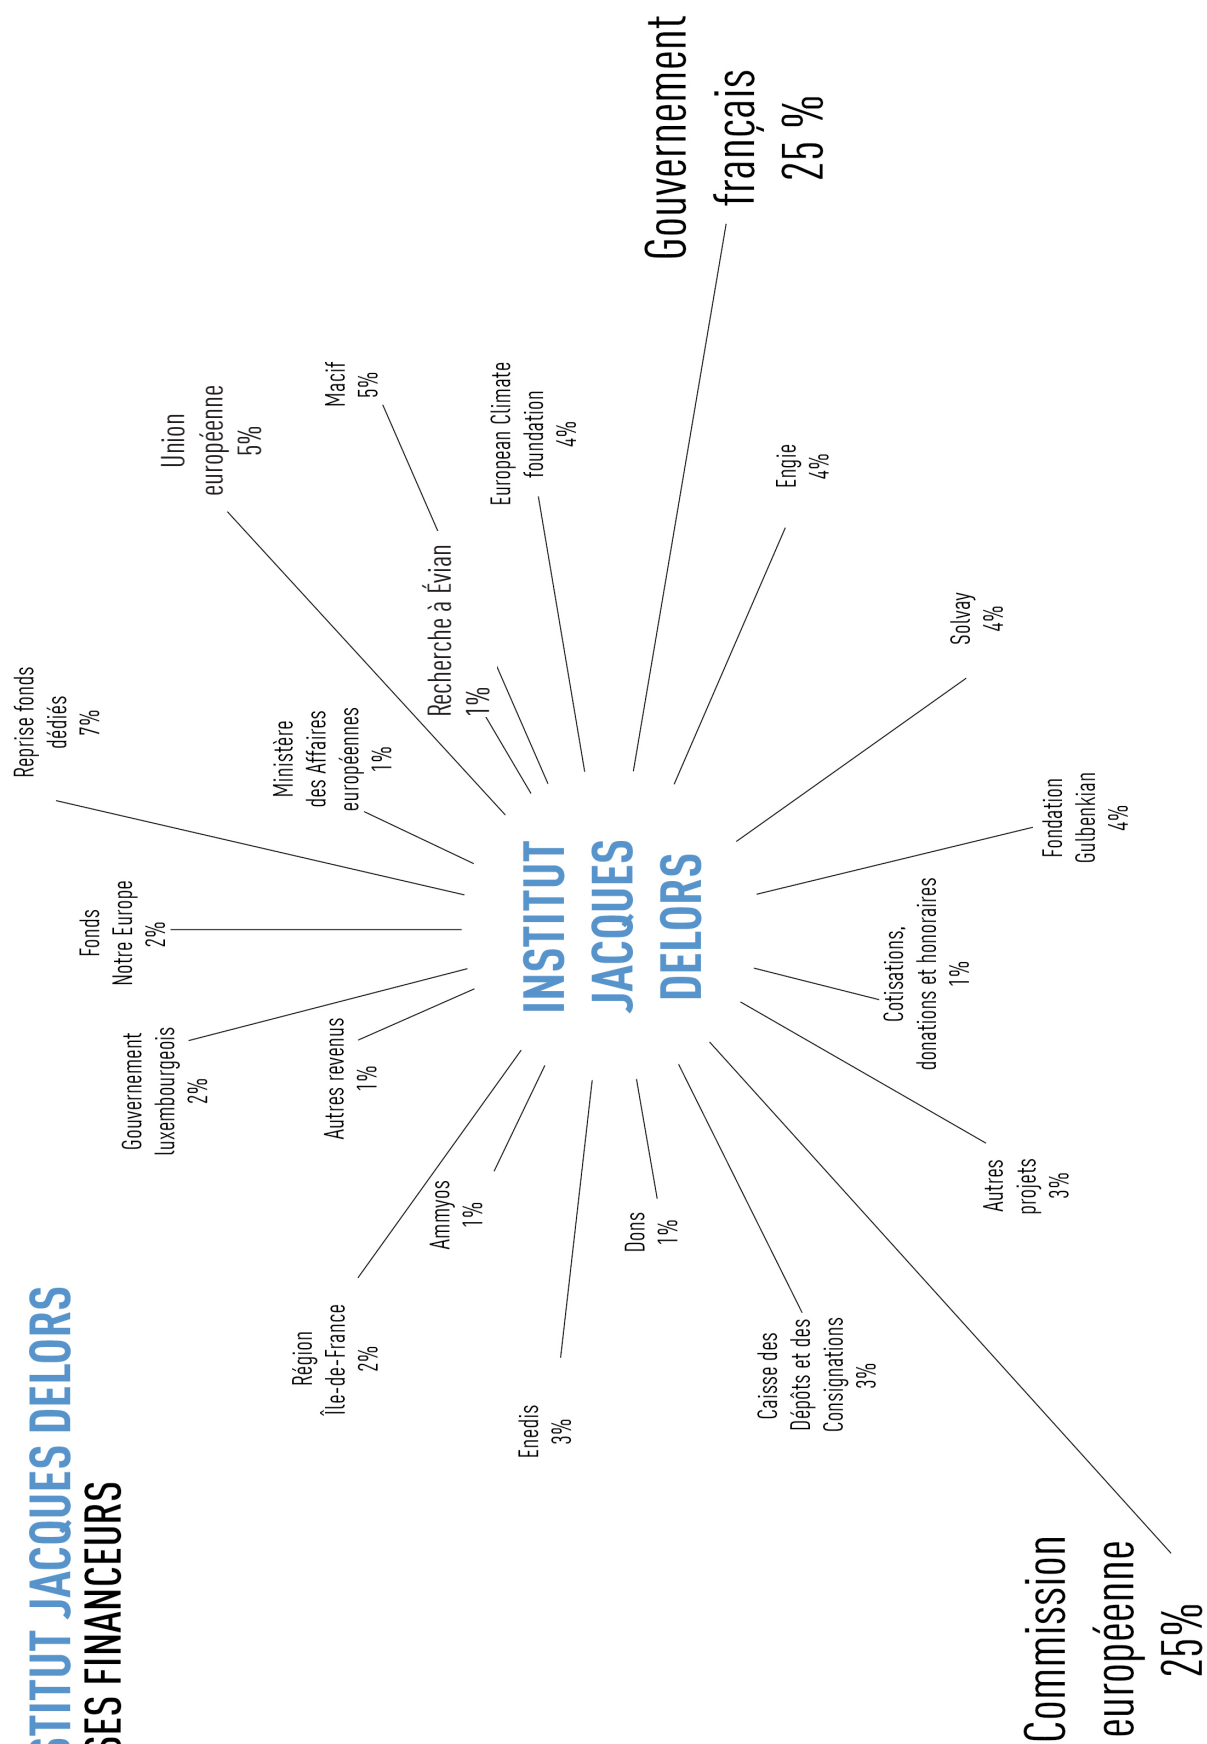 STITUT JACQUES DELORS
SES FINANCEURS
Reprise fonds
dédiés
7%
Fonds
Notre Europe
2%
Gouvernement
luxembourgeois
2%
Union
européenne
5%
Ministère
des Affaires
européennes
1%
Autres revenus
1%
Région
Île-de-France
2%
Macif
5%
Recherche à Évian
1%
Ammyos
1%
European Climate
foundation
4%
Enedis
3%
INSTITUT
JACQUES
DELORS
Gouvernement
français
25 %
Dons
1%
Engie
4%
Caisse des
Dépôts et des
Consignations
3%
Solvay
4%
Cotisations,
donations et honoraires
1%
Fondation
Gulbenkian
4%
Autres
projets
3%
Commission
européenne
25%